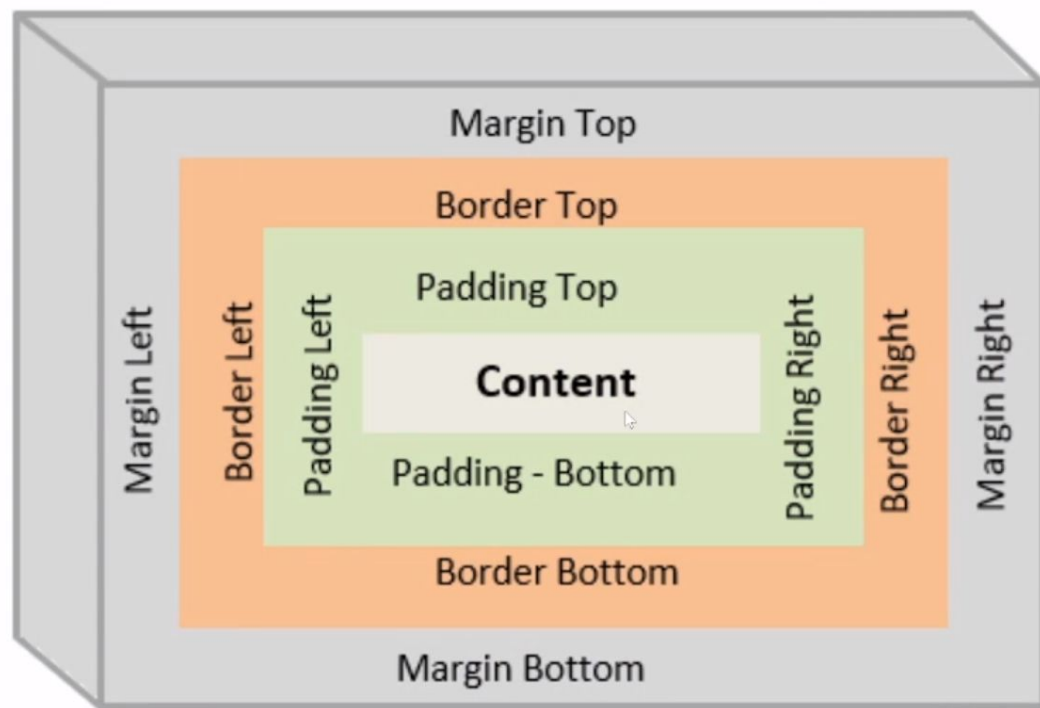 Margin Top
Border Top
Padding Top
Margin Left
Border Left
Padding Left
Content
Padding Right
Border Right
Margin Right
Padding - Bottom
Border Bottom
Margin Bottom